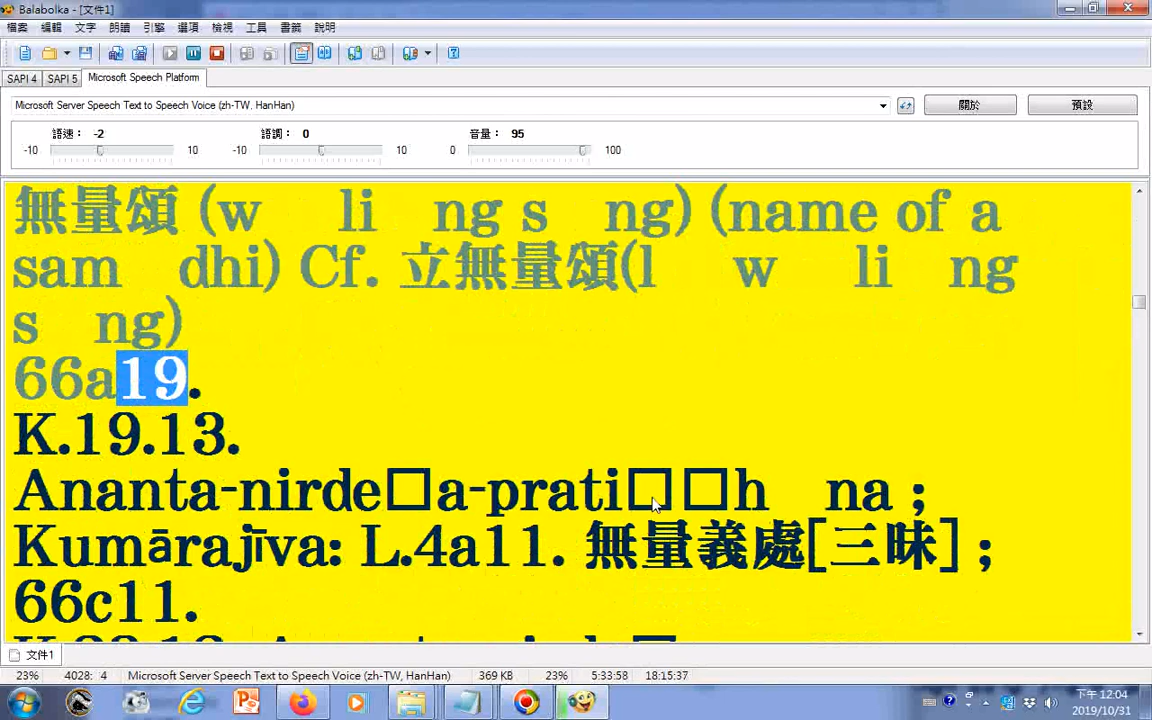 Balabolka - [文件1]
檔案 編輯 文字 朗讀 引擎 選項 檢視 工具 書籤 說明
SAPI 4 SAPI 5 Microsoft Speech Platform
Microsoft Server Speech Text to Speech Voice (zh-TW, HanHan) 關於 預設
語速： -2 語調： 0 音量： 95
-10 10 -10 10 0 100
無量頌 (w li ng s ng) (name of a
sam dhi) Cf. 立無量頌(l w li ng
s ng)
66a19.
K.19.13.
Ananta-nirde□a-prati□□h na ;
Kumārajīva: L.4a11. 無量義處[三昧] ;
66c11.
文件1
23% 4028: 4 Microsoft Server Speech Text to Speech Voice (zh-TW, HanHan) 369 KB 23% 5:33:58 18:15:37
下午 12:04
2019/10/31